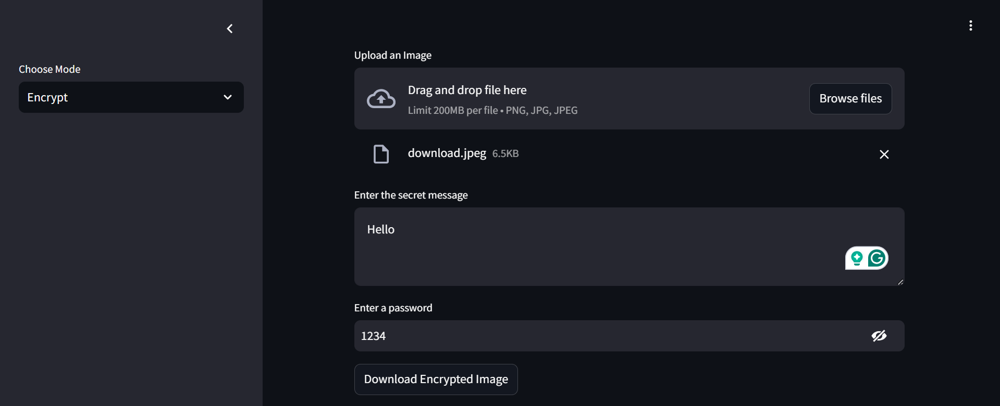 Choose Mode
Encrypt
Upload an Image
Drag and drop file here
Limit 200MB per file • PNG, JPG, JPEG
Browse files
download.jpeg 6.5KB
Enter the secret message
Hello
Enter a password
1234
Download Encrypted Image